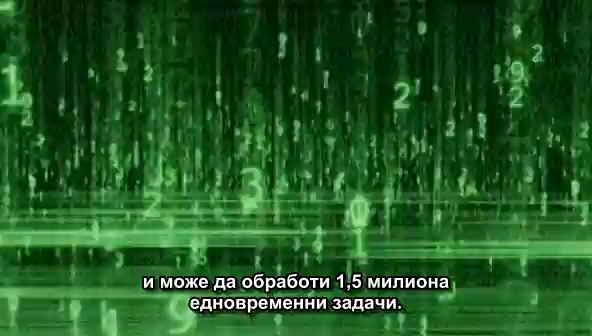 и може да обработи 1,5 милиона
едновременни задачи.